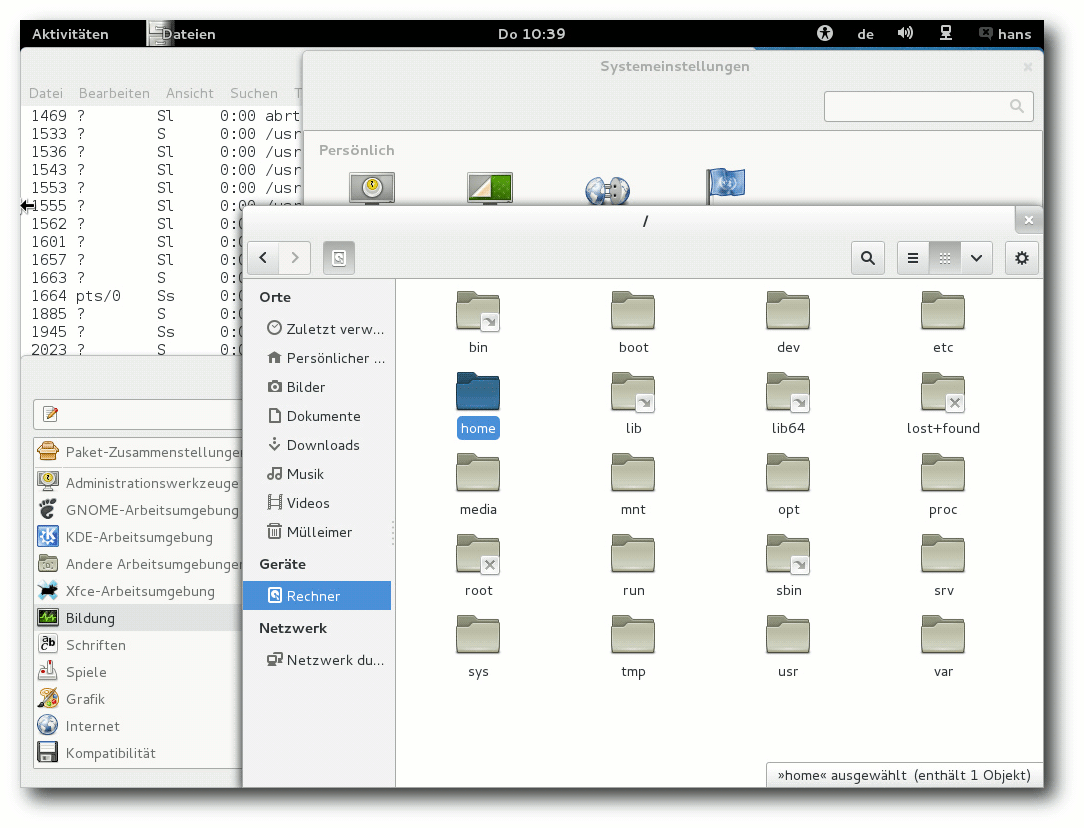 Aktivitäten Dateien Do 10:39 de hans
Systemeinstellungen
Datei Bearbeiten Ansicht Suchen T
1469 ? Sl 0:00 abrt
1533 ? S 0:00 /usr
1536 ? Sl 0:00 /usr
1543 ? Sl 0:00 /usr
1553 ? Sl 0:00 /usr
1555 ? Sl 0:0
1562 ? Sl 0:0
1601 ? Sl 0:0
1657 ? Sl 0:0
1663 ? S 0:0
1664 pts/0 Ss 0:0
1885 ? S 0:0
1945 ? Ss 0:0
2023 ? S 0:0
Persönlich
/
Orte
Zuletzt verw...
Persönlicher ...
Bilder
Dokumente
Downloads
Musik
Videos
Mülleimer
Geräte
Rechner
Netzwerk
Netzwerk du...
bin boot dev etc
home lib lib64 lost+found
media mnt opt proc
root run sbin srv
sys tmp usr var
Paket-Zusammenstellungen
Administrationswerkzeuge
GNOME-Arbeitsumgebung
KDE-Arbeitsumgebung
Andere Arbeitsumgebungen
Xfce-Arbeitsumgebung
Bildung
Schriften
Spiele
Grafik
Internet
Kompatibilität
»home« ausgewählt (enthält 1 Objekt)